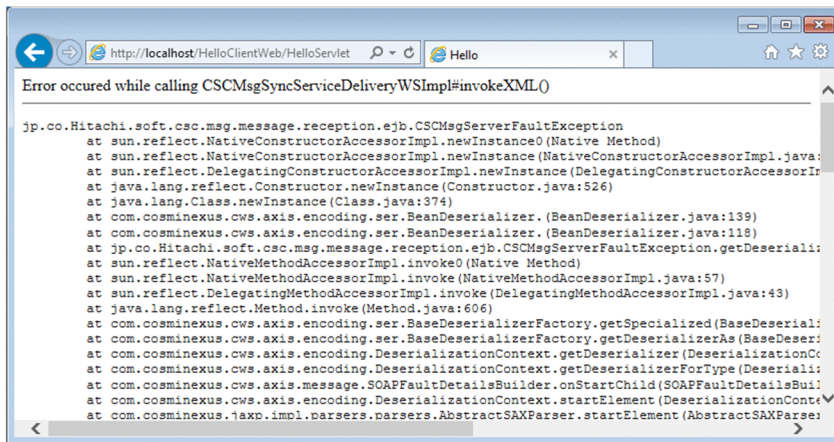 http://localhost/HelloClientWeb/HelloServlet
Hello
Error occured while calling CSCMsgSyncServiceDeliveryWSImpl#invokeXML()
jp.co.Hitachi.soft.csc.msg.message.reception.ejb.CSCMsgServerFaultException
at sun.reflect.NativeConstructorAccessorImpl.newInstance0(Native Method)
at sun.reflect.NativeConstructorAccessorImpl.newInstance(NativeConstructorAccessorImpl.java:
at sun.reflect.DelegatingConstructorAccessorImpl.newInstance(DelegatingConstructorAccessorIm
at java.lang.reflect.Constructor.newInstance(Constructor.java:526)
at java.lang.Class.newInstance(Class.java:374)
at com.cosminexus.cws.axis.encoding.ser.BeanDeserializer.(BeanDeserializer.java:139)
at com.cosminexus.cws.axis.encoding.ser.BeanDeserializer.(BeanDeserializer.java:118)
at jp.co.Hitachi.soft.csc.msg.message.reception.ejb.CSCMsgServerFaultException.getDeserializ
at sun.reflect.NativeMethodAccessorImpl.invoke0(Native Method)
at sun.reflect.NativeMethodAccessorImpl.invoke(NativeMethodAccessorImpl.java:57)
at sun.reflect.DelegatingMethodAccessorImpl.invoke(DelegatingMethodAccessorImpl.java:43)
at java.lang.reflect.Method.invoke(Method.java:606)
at com.cosminexus.cws.axis.encoding.ser.BaseDeserializerFactory.getSpecialized(BaseDeseriali
at com.cosminexus.cws.axis.encoding.ser.BaseDeserializerFactory.getDeserializerAs(BaseDeseri
at com.cosminexus.cws.axis.encoding.DeserializationContext.getDeserializer(DeserializationCo
at com.cosminexus.cws.axis.encoding.DeserializationContext.getDeserializerForType(Deserializ
at com.cosminexus.cws.axis.message.SOAPFaultDetailsBuilder.onStartChild(SOAPFaultDetailsBuil
at com.cosminexus.cws.axis.encoding.DeserializationContext.startElement(DeserializationConte
at com.cosminexus.jaxp.impl.parsers.parsers.AbstractSAXParser.startElement(AbstractSAXParser